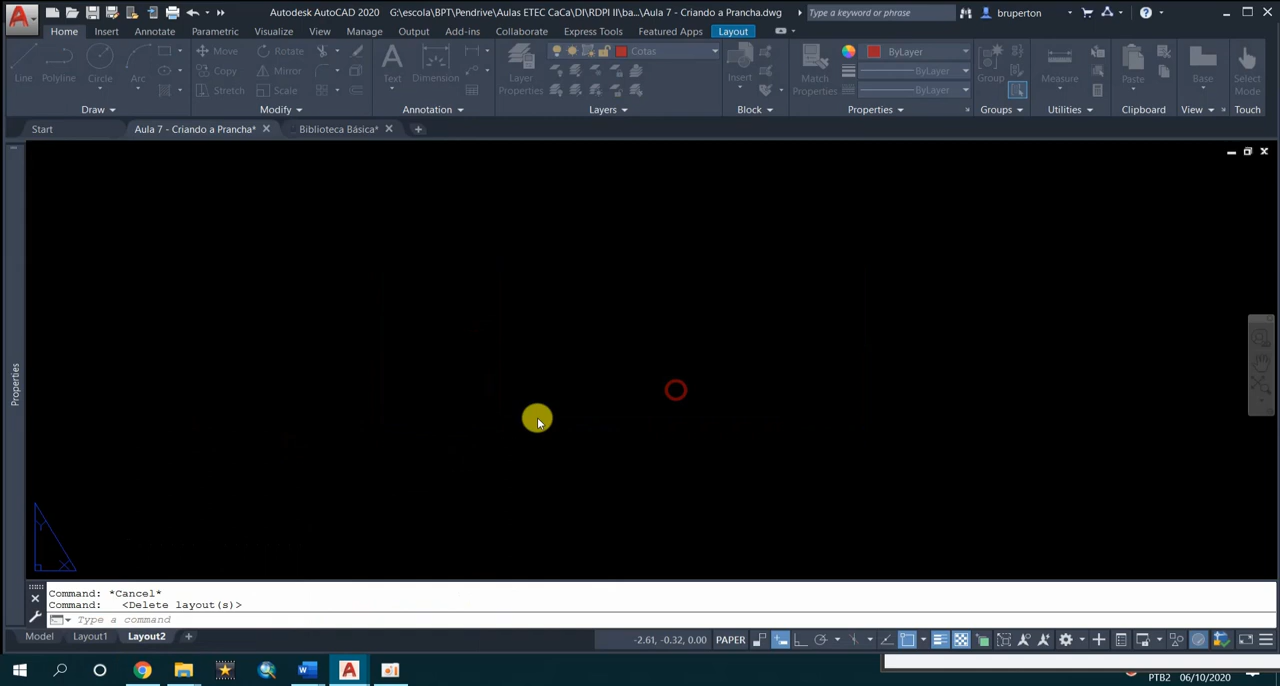 Autodesk AutoCAD 2020 G:\escola\BPT\Pendrive\Aulas ETEC CaCa\DI\RDPI II\ba...\Aula 7 - Criando a Prancha.dwg Type a keyword or phrase bruperton
Home Insert Annotate Parametric Visualize View Manage Output Add-ins Collaborate Express Tools Featured Apps Layout
Line Polyline Circle Arc Move Rotate Copy Mirror Stretch Scale Text Dimension Layer Properties Cotas Insert Match Properties ByLayer ByLayer ByLayer Group Measure Paste Base Select Mode
Draw Modify Annotation Layers Block Properties Groups Utilities Clipboard View Touch
Start Aula 7 - Criando a Prancha* Biblioteca Básica*
Properties
Y
X
Command: *Cancel*
Command: <Delete layout(s)>
Type a command
Model Layout1 Layout2 -2.61, -0.32, 0.00 PAPER
PTB2 06/10/2020